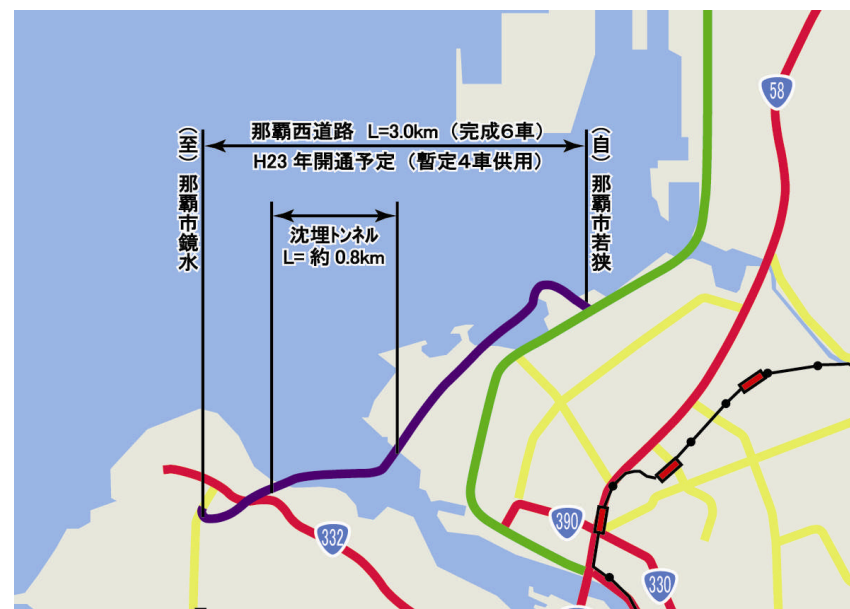 58
那覇西道路 L=3.0km（完成6車）
H23 年開通予定（暫定4車供用）
（至）那覇市鏡水
（自）那覇市若狭
沈埋トンネル
L= 約 0.8km
390
332
330